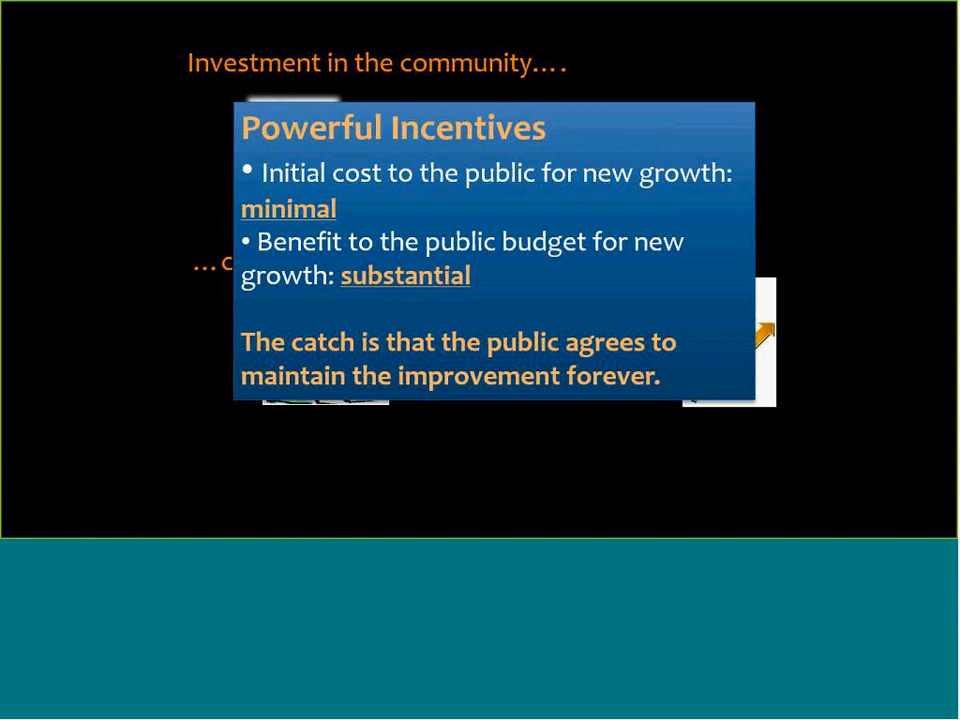 Investment in the community….
Powerful Incentives
• Initial cost to the public for new growth:
minimal
• Benefit to the public budget for new
growth: substantial
…c
The catch is that the public agrees to
maintain the improvement forever.